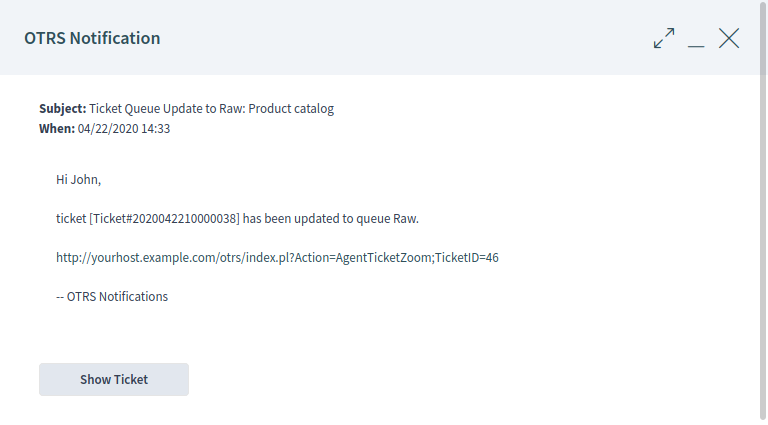 OTRS Notification
Subject: Ticket Queue Update to Raw: Product catalog
When: 04/22/2020 14:33
Hi John,
ticket [Ticket#2020042210000038] has been updated to queue Raw.
http://yourhost.example.com/otrs/index.pl?Action=AgentTicketZoom;TicketID=46
-- OTRS Notifications
Show Ticket